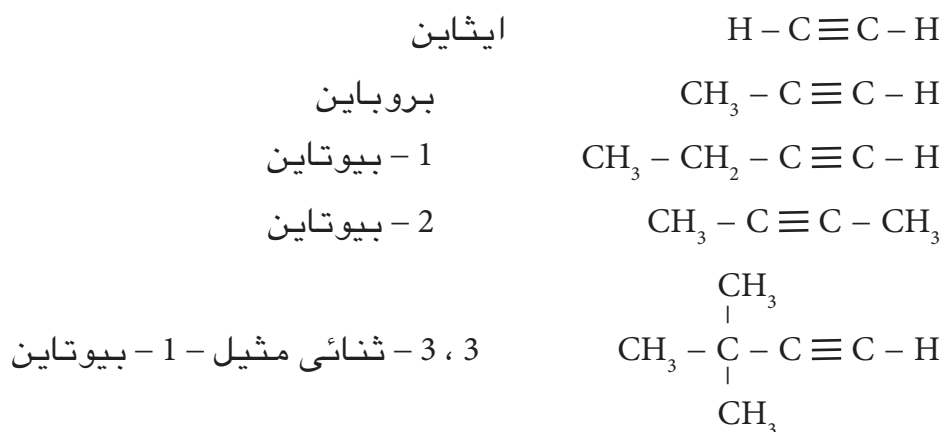 ايثاين H – C ≡ C – H
بروباين CH₃ – C ≡ C – H
1 – بيوتاين CH₃ – CH₂ – C ≡ C – H
2 – بيوتاين CH₃ – C ≡ C – CH₃
CH₃
3 ، 3 – ثنائى مثيل – 1 – بيوتاين CH₃ – C – C ≡ C – H
CH₃